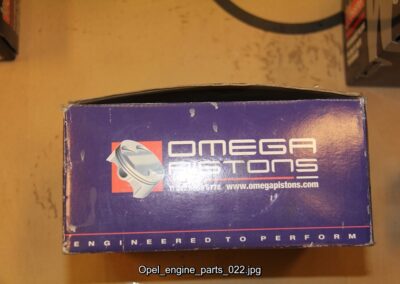 OMEGA
PISTONS
www.omegapistons.com
ENGINEERED TO PERFORM
Opel_engine_parts_022.jpg